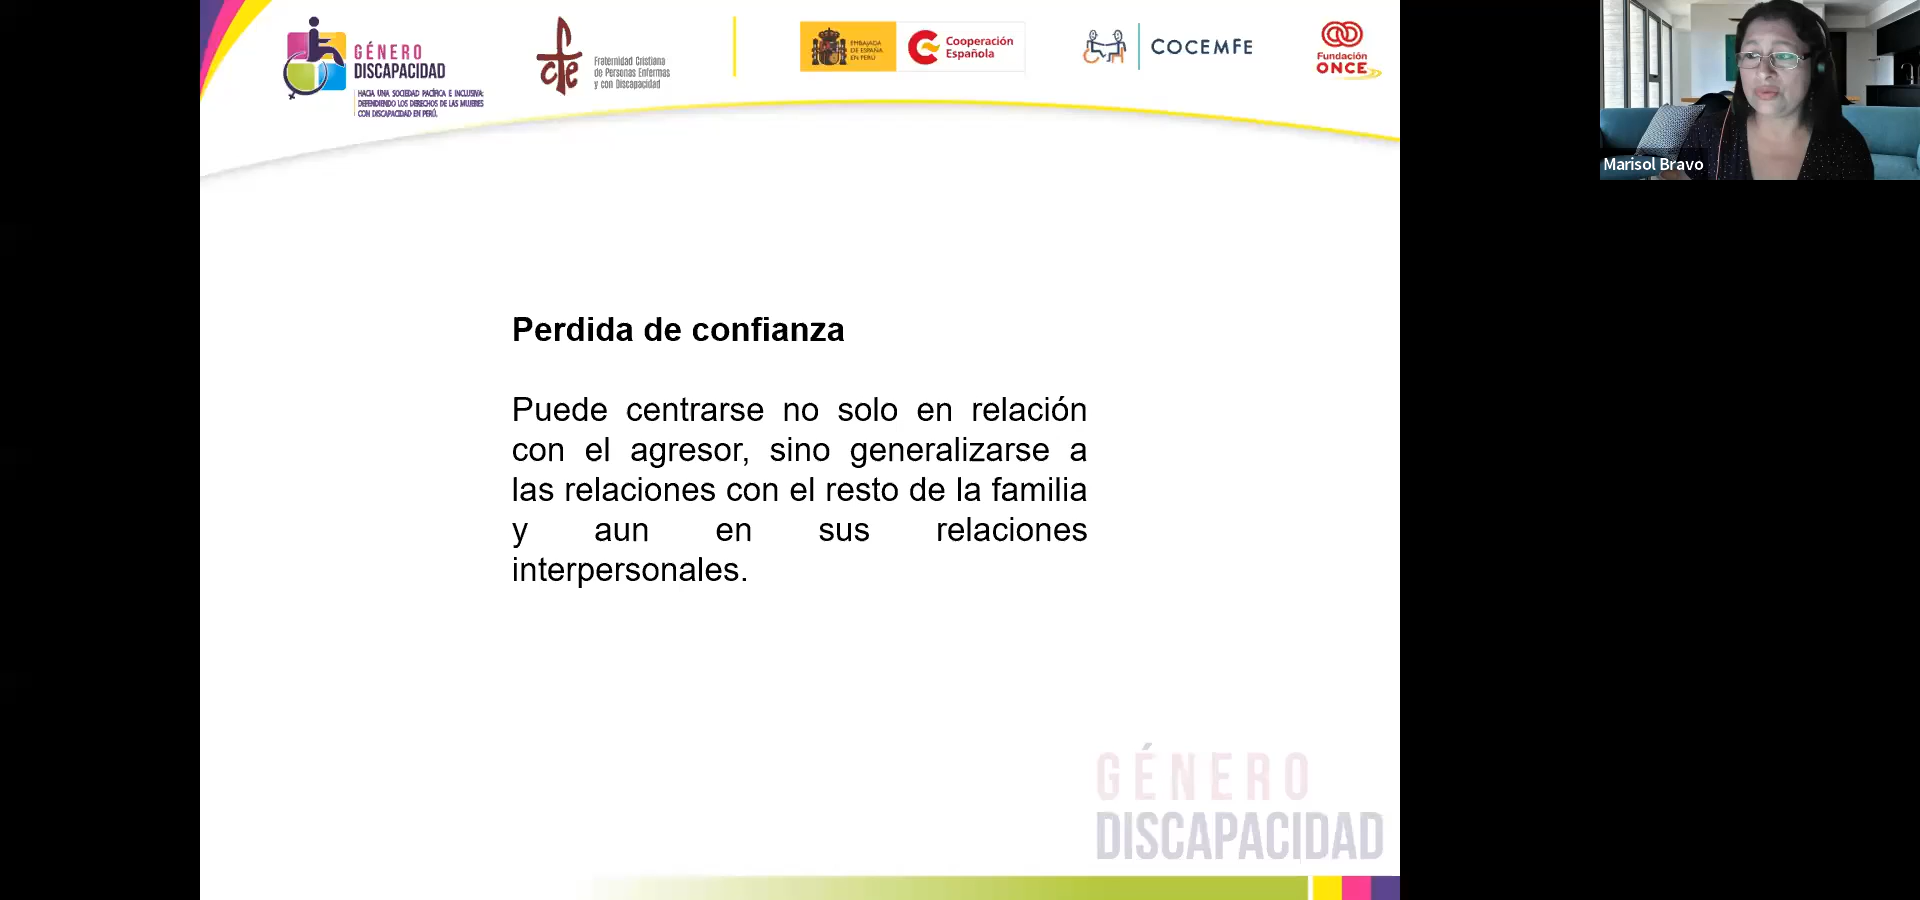 GÉNERO
DISCAPACIDAD
HACIA UNA SOCIEDAD PACÍFICA E INCLUSIVA:
DEFENDIENDO LOS DERECHOS DE LAS MUJERES
CON DISCAPACIDAD EN PERÚ.
cfe
Fraternidad Cristiana
de Personas Enfermas
y con Discapacidad
EMBAJADA
DE ESPAÑA
EN PERÚ
Cooperación
Española
COCEMFE
Fundación
ONCE
Marisol Bravo
Perdida de confianza
Puede centrarse no solo en relación
con el agresor, sino generalizarse a
las relaciones con el resto de la familia
y aun en sus relaciones
interpersonales.
GÉNERO
DISCAPACIDAD